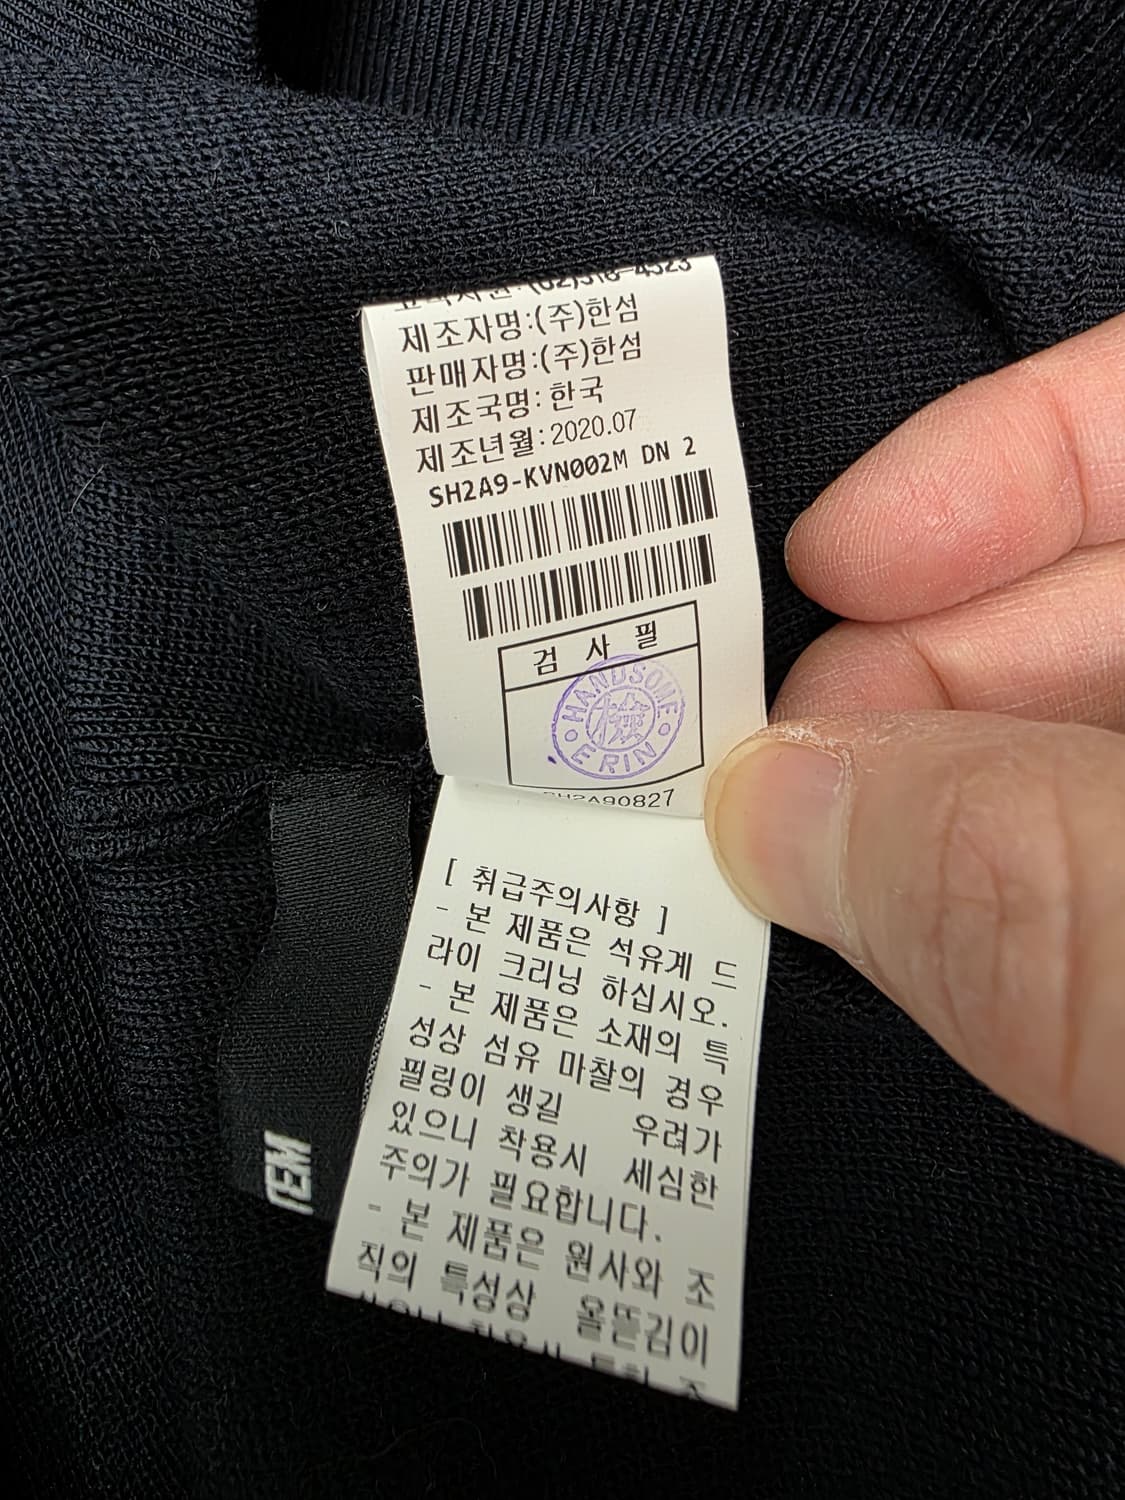 제조자명:(주)한섬
판매자명:(주)한섬
제조국명:한국
제조년월:2020.07
SH2A9-KVN002M DN 2
검 사 필
HANDSOME
ERIN
SH2A90827
[ 취급주의사항 ]
- 본 제품은 석유계 드
라이 크리닝 하십시오.
- 본 제품은 소재의 특
성상 섬유 마찰의 경우
필링이 생길 우려가
있으니 착용시 세심한
주의가 필요합니다.
- 본 제품은 원사와 조
직의 특성상 올뜯김이
TEM